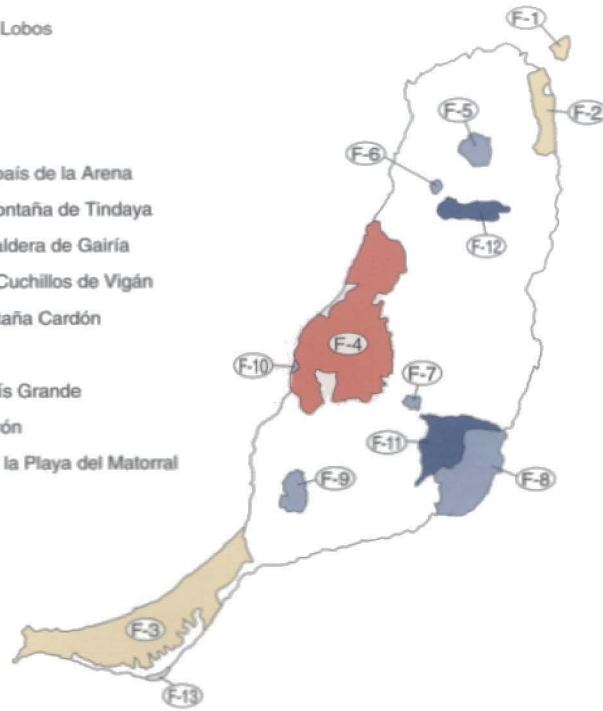 Lobos
país de la Arena
ontaña de Tindaya
aldera de Gairía
Cuchillos de Vigán
taña Cardón
ís Grande
ón
la Playa del Matorral
F-1
F-2
F-5
F-6
F-12
F-4
F-10
F-7
F-11
F-8
F-9
F-3
F-13